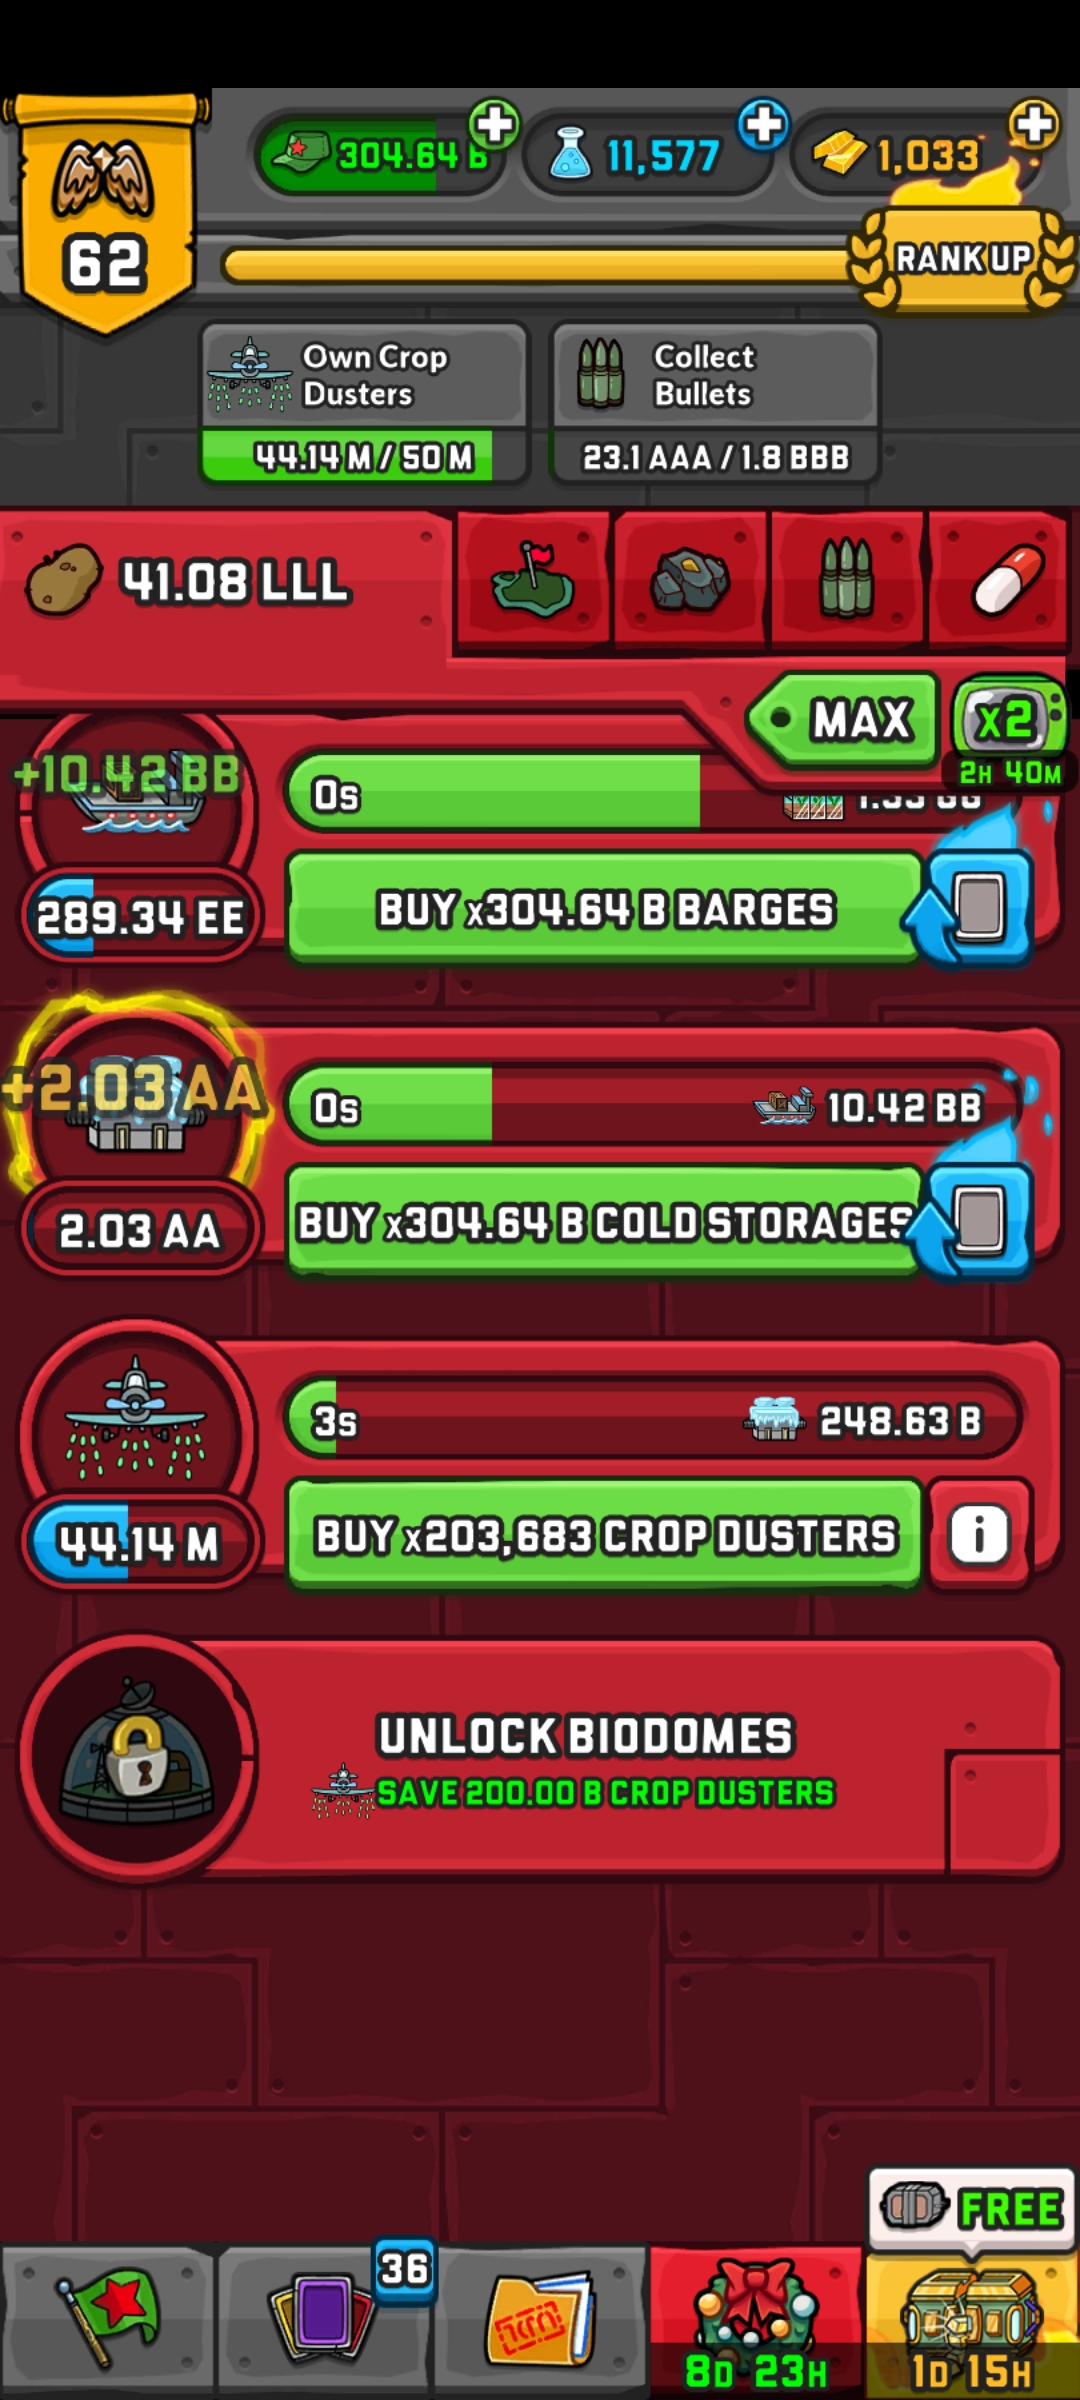 304.64 B
11,577
1,033
62
RANK UP
Own Crop
Dusters
44.14 M / 50 M
Collect
Bullets
23.1 AAA / 1.8 BBB
41.08 LLL
MAX
x2
2H 40M
+10.42 BB
0s
289.34 EE
BUY x304.64 B BARGES
+2.03 AA
0s
10.42 BB
2.03 AA
BUY x304.64 B COLD STORAGES
3s
248.63 B
44.14 M
BUY x203,683 CROP DUSTERS
i
UNLOCK BIODOMES
SAVE 200.00 B CROP DUSTERS
FREE
36
8D 23H
1D 15H